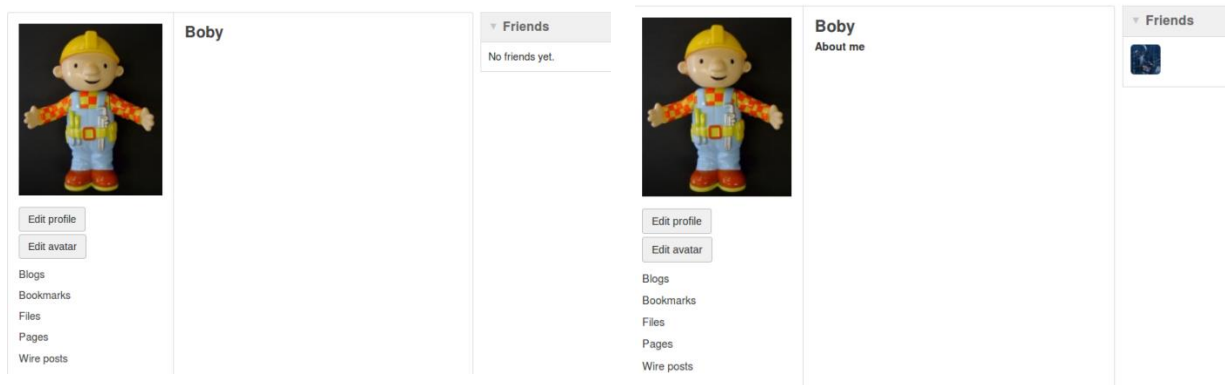 Boby
Friends
No friends yet.
Edit profile
Edit avatar
Blogs
Bookmarks
Files
Pages
Wire posts
Boby
About me
Friends
Edit profile
Edit avatar
Blogs
Bookmarks
Files
Pages
Wire posts